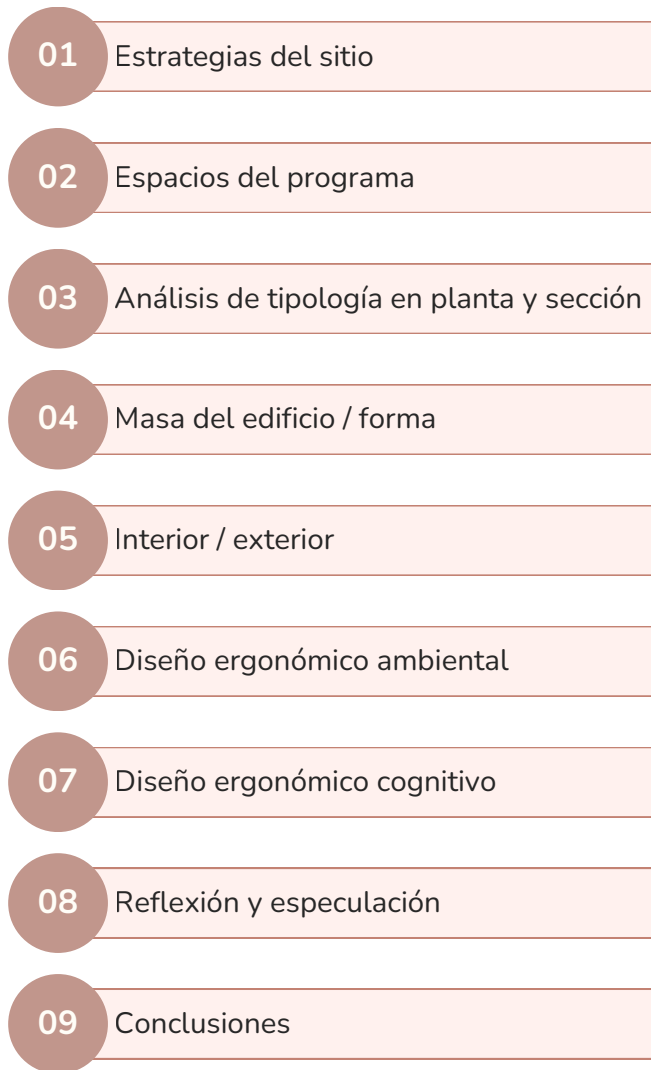 01 Estrategias del sitio
02 Espacios del programa
03 Análisis de tipología en planta y sección
04 Masa del edificio / forma
05 Interior / exterior
06 Diseño ergonómico ambiental
07 Diseño ergonómico cognitivo
08 Reflexión y especulación
09 Conclusiones